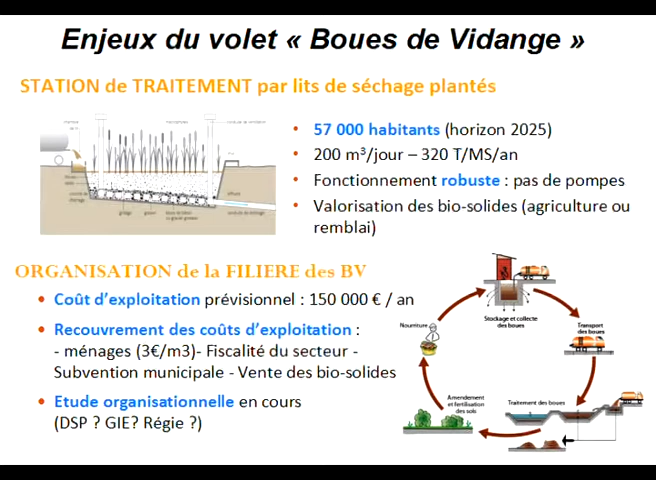 Enjeux du volet « Boues de Vidange »
STATION de TRAITEMENT par lits de séchage plantés
• 57 000 habitants (horizon 2025)
• 200 m³/jour – 320 T/MS/an
• Fonctionnement robuste : pas de pompes
• Valorisation des bio-solides (agriculture ou
remblai)
ORGANISATION de la FILIERE des BV
• Coût d'exploitation prévisionnel : 150 000 € / an
• Recouvrement des coûts d'exploitation :
- ménages (3€/m3)- Fiscalité du secteur -
Subvention municipale - Vente des bio-solides
• Etude organisationnelle en cours
(DSP ? GIE? Régie ?)
Stockage et collecte
des boues
Transport
des boues
Traitement des boues
Amendement
et fertilisation
des sols
Nourriture